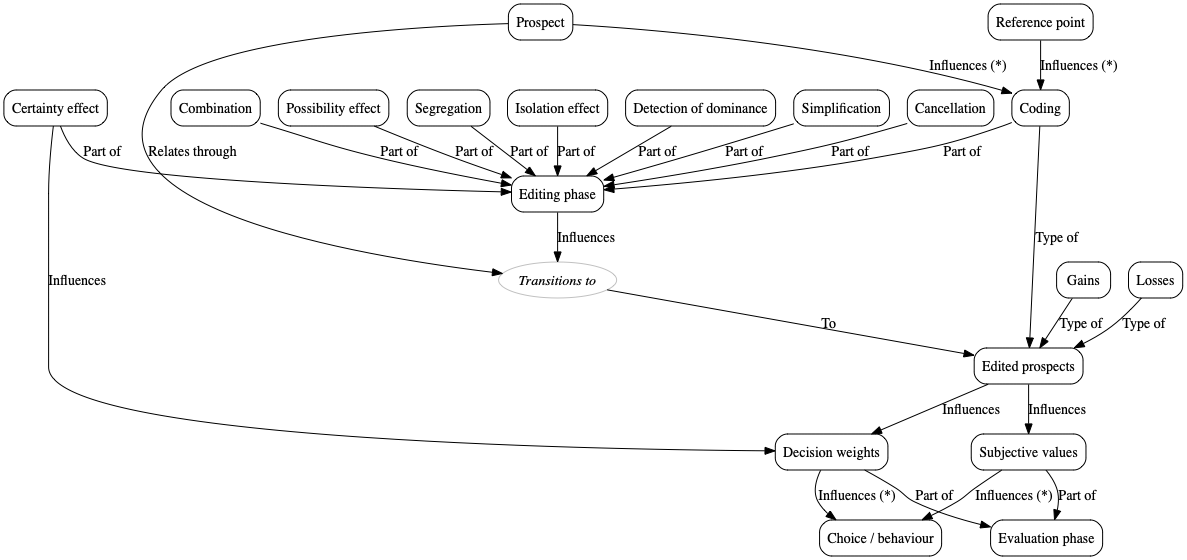 Prospect
Reference point
Influences (*)
Influences (*)
Certainty effect
Combination
Possibility effect
Segregation
Isolation effect
Detection of dominance
Simplification
Cancellation
Coding
Part of
Relates through
Part of
Part of
Part of
Part of
Part of
Part of
Part of
Part of
Editing phase
Influences
Type of
Influences
Transitions to
Gains
Losses
To
Type of
Type of
Edited prospects
Influences
Influences
Decision weights
Subjective values
Influences (*)
Part of
Influences (*)
Part of
Choice / behaviour
Evaluation phase